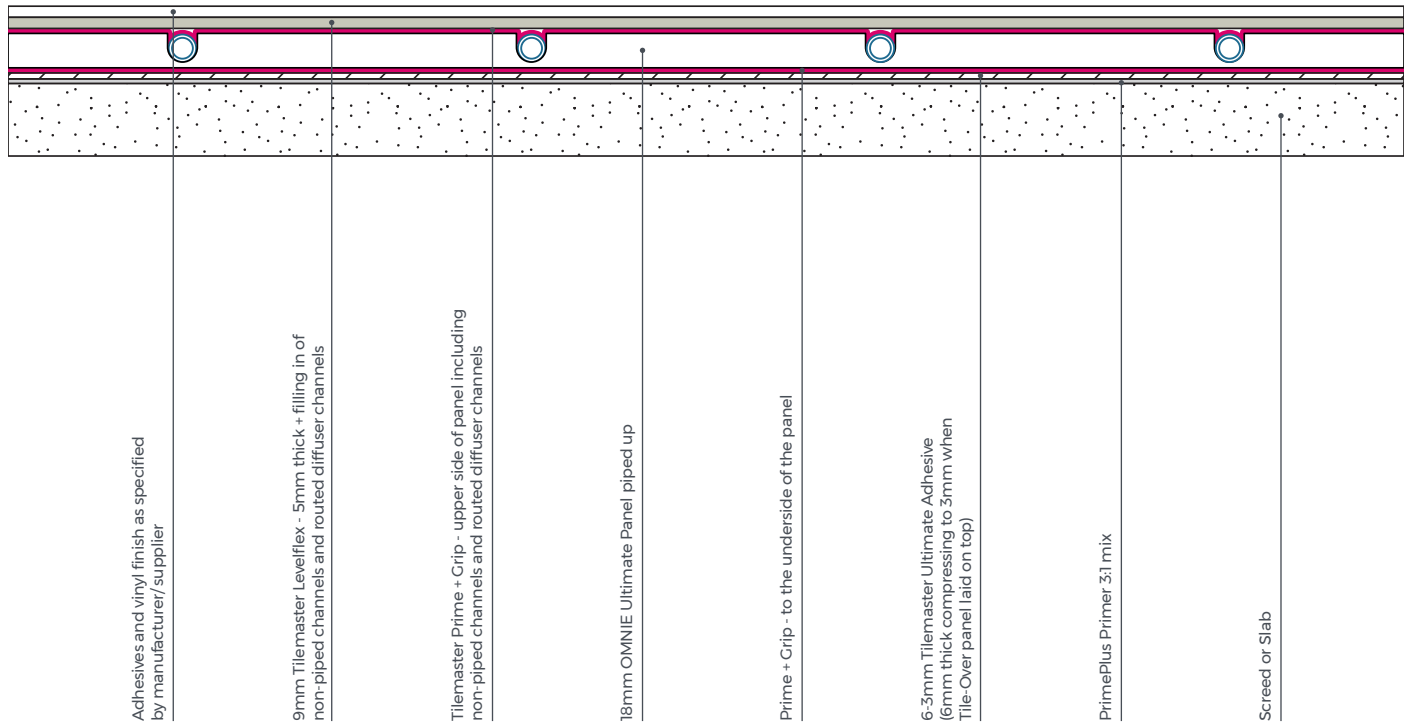 Adhesives and vinyl finish as specified
by manufacturer/ supplier
9mm Tilemaster Levelflex - 5mm thick + filling in of
non-piped channels and routed diffuser channels
Tilemaster Prime + Grip - upper side of panel including
non-piped channels and routed diffuser channels
18mm OMNIE Ultimate Panel piped up
Prime + Grip - to the underside of the panel
6-3mm Tilemaster Ultimate Adhesive
(6mm thick compressing to 3mm when
Tile-Over panel laid on top)
PrimePlus Primer 3:1 mix
Screed or Slab